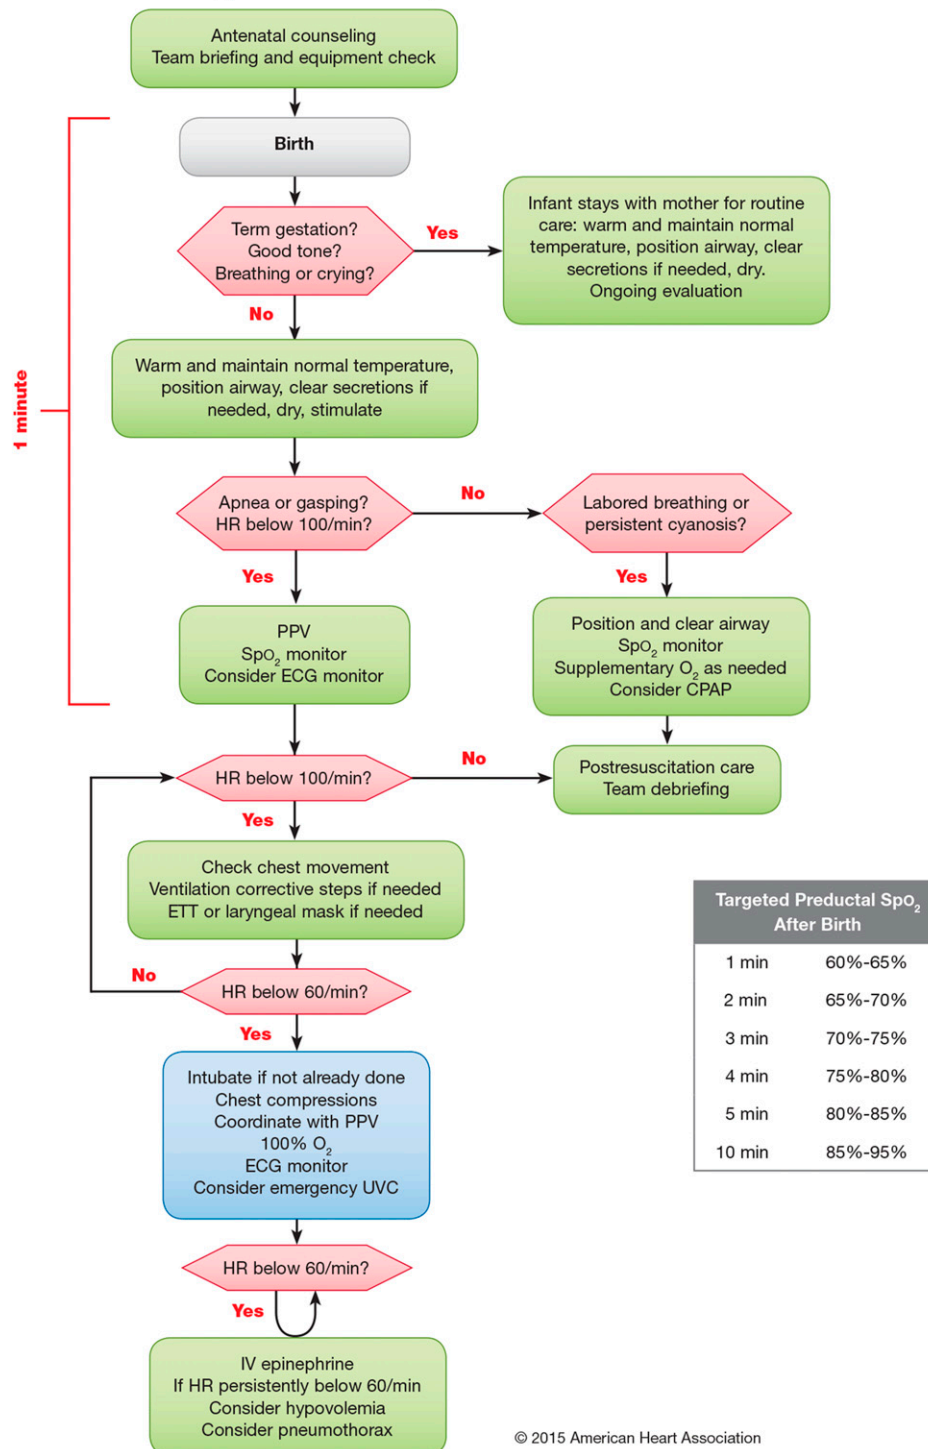 Antenatal counseling
Team briefing and equipment check
Birth
Term gestation?
Good tone?
Breathing or crying?
Yes
Infant stays with mother for routine
care: warm and maintain normal
temperature, position airway, clear
secretions if needed, dry.
Ongoing evaluation
No
Warm and maintain normal temperature,
position airway, clear secretions if
needed, dry, stimulate
1 minute
Apnea or gasping?
HR below 100/min?
No
Labored breathing or
persistent cyanosis?
Yes
Yes
PPV
SpO₂ monitor
Consider ECG monitor
Position and clear airway
SpO₂ monitor
Supplementary O₂ as needed
Consider CPAP
HR below 100/min?
No
Postresuscitation care
Team debriefing
Yes
Check chest movement
Ventilation corrective steps if needed
ETT or laryngeal mask if needed
No
HR below 60/min?
Yes
Intubate if not already done
Chest compressions
Coordinate with PPV
100% O₂
ECG monitor
Consider emergency UVC
HR below 60/min?
Yes
IV epinephrine
If HR persistently below 60/min
Consider hypovolemia
Consider pneumothorax
Targeted Preductal SpO₂
After Birth
1 min 60%-65%
2 min 65%-70%
3 min 70%-75%
4 min 75%-80%
5 min 80%-85%
10 min 85%-95%
© 2015 American Heart Association